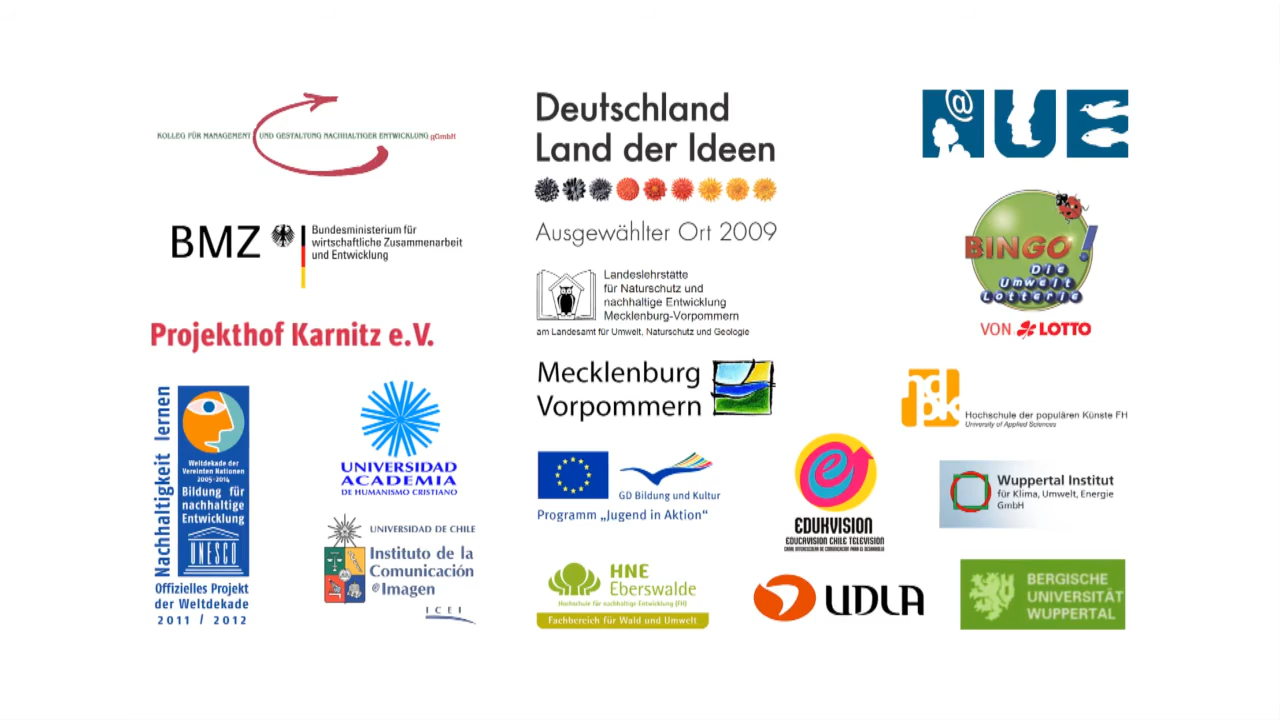 KOLLEG FÜR MANAGEMENT UND GESTALTUNG NACHHALTIGER ENTWICKLUNG gGmbH
BMZ
Bundesministerium für
wirtschaftliche Zusammenarbeit
und Entwicklung
Projekthof Karnitz e.V.
Nachhaltigkeit lernen
Weltdekade der
Vereinten Nationen
2005-2014
Bildung für
nachhaltige
Entwicklung
UNESCO
Offizielles Projekt
der Weltdekade
2011 / 2012
UNIVERSIDAD
ACADEMIA
DE HUMANISMO CRISTIANO
UNIVERSIDAD DE CHILE
Instituto de la
Comunicación
@Imagen
ICEI
Deutschland
Land der Ideen
Ausgewählter Ort 2009
Landeslehrstätte
für Naturschutz und
nachhaltige Entwicklung
Mecklenburg-Vorpommern
am Landesamt für Umwelt, Naturschutz und Geologie
Mecklenburg
Vorpommern
GD Bildung und Kultur
Programm „Jugend in Aktion“
HNE
Eberswalde
Hochschule für nachhaltige Entwicklung (FH)
Fachbereich für Wald und Umwelt
EDUKVISION
EDUCAVISION CHILE TELEVISION
UDLA
@
NUE
BINGO!
Die
Umwelt
Lotterie
VON LOTTO
hdpk
Hochschule der populären Künste FH
University of Applied Sciences
Wuppertal Institut
für Klima, Umwelt, Energie
GmbH
BERGISCHE
UNIVERSITÄT
WUPPERTAL